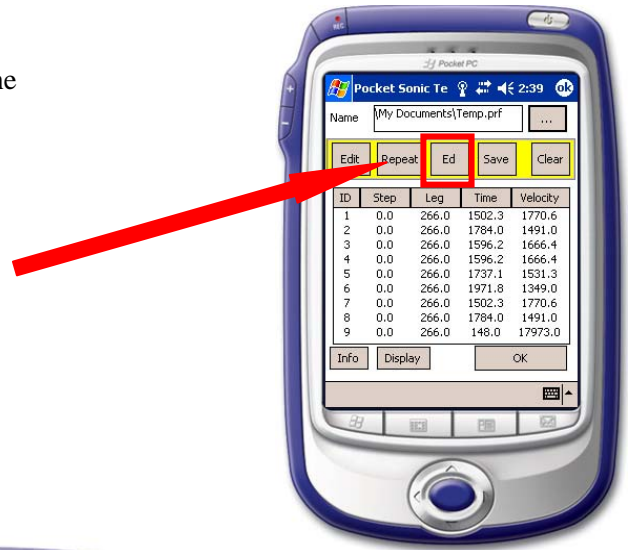 ne
REC
Pocket PC
Pocket Sonic Te 2:39 ok
Name \My Documents\Temp.prf ...
Edit Repeat Ed Save Clear
ID Step Leg Time Velocity
1 0.0 266.0 1502.3 1770.6
2 0.0 266.0 1784.0 1491.0
3 0.0 266.0 1596.2 1666.4
4 0.0 266.0 1596.2 1666.4
5 0.0 266.0 1737.1 1531.3
6 0.0 266.0 1971.8 1349.0
7 0.0 266.0 1502.3 1770.6
8 0.0 266.0 1784.0 1491.0
9 0.0 266.0 148.0 17973.0
Info Display OK